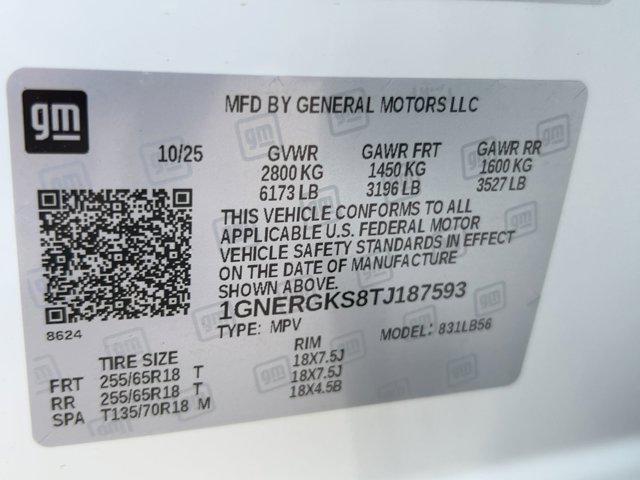 gm
MFD BY GENERAL MOTORS LLC
10/25 GVWR GAWR FRT GAWR RR
2800 KG 1450 KG 1600 KG
6173 LB 3196 LB 3527 LB
THIS VEHICLE CONFORMS TO ALL
APPLICABLE U.S. FEDERAL MOTOR
VEHICLE SAFETY STANDARDS IN EFFECT
ON THE DATE OF MANUFACTURE
SHOWN ABOVE.
1GNERGKS8TJ187593
8624
TYPE: MPV MODEL: 831LB56
TIRE SIZE RIM
FRT 255/65R18 T 18X7.5J
RR 255/65R18 T 18X7.5J
SPA T135/70R18 M 18X4.5B